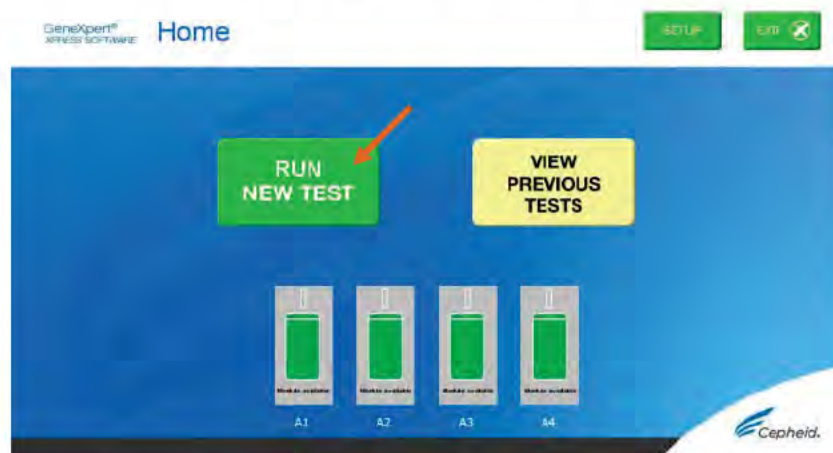 GeneXpert®
XPRESS SOFTWARE
Home
SETUP
EXIT
RUN
NEW TEST
VIEW
PREVIOUS
TESTS
Module available
Module available
Module available
Module available
A1
A2
A3
A4
Cepheid.